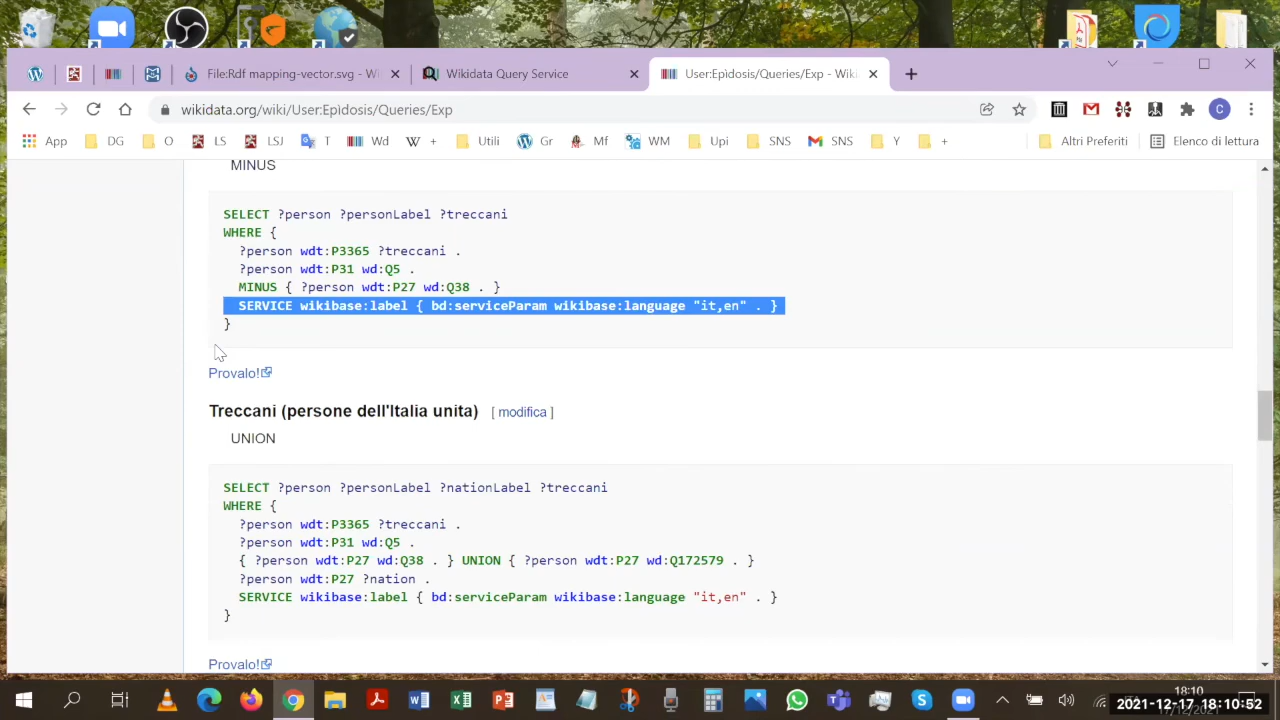 File:Rdf mapping-vector.svg - Wi
Wikidata Query Service
User:Epìdosis/Queries/Exp - Wiki
wikidata.org/wiki/User:Epìdosis/Queries/Exp
C
App DG O LS LSJ T Wd + Utili Gr Mf WM Upi SNS SNS Y + Altri Preferiti Elenco di lettura
MINUS
SELECT ?person ?personLabel ?treccani
WHERE {
?person wdt:P3365 ?treccani .
?person wdt:P31 wd:Q5 .
MINUS { ?person wdt:P27 wd:Q38 . }
SERVICE wikibase:label { bd:serviceParam wikibase:language "it,en" . }
}
Provalo!
Treccani (persone dell'Italia unita) [ modifica ]
UNION
SELECT ?person ?personLabel ?nationLabel ?treccani
WHERE {
?person wdt:P3365 ?treccani .
?person wdt:P31 wd:Q5 .
{ ?person wdt:P27 wd:Q38 . } UNION { ?person wdt:P27 wd:Q172579 . }
?person wdt:P27 ?nation .
SERVICE wikibase:label { bd:serviceParam wikibase:language "it,en" . }
}
Provalo!
18:10
2021-12-17 18:10:52